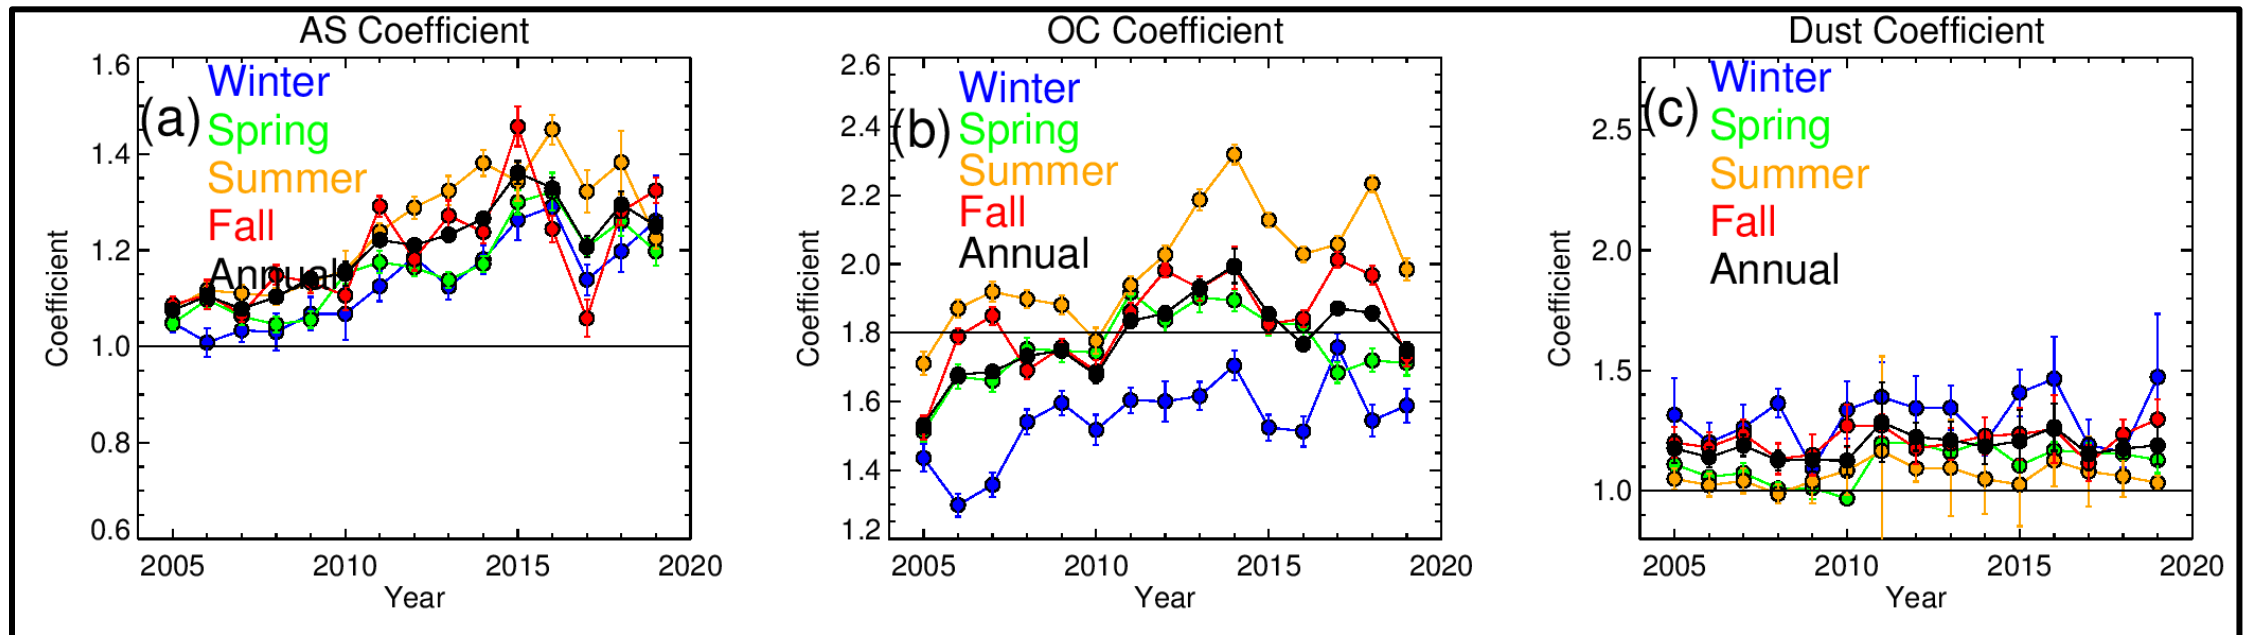 AS Coefficient
1.6
1.4
1.2
1.0
0.8
0.6
Coefficient
(a)
Winter
Spring
Summer
Fall
Annual
2005 2010 2015 2020
Year
OC Coefficient
2.6
2.4
2.2
2.0
1.8
1.6
1.4
1.2
Coefficient
(b)
Winter
Spring
Summer
Fall
Annual
2005 2010 2015 2020
Year
Dust Coefficient
2.5
2.0
1.5
1.0
Coefficient
(c)
Winter
Spring
Summer
Fall
Annual
2005 2010 2015 2020
Year